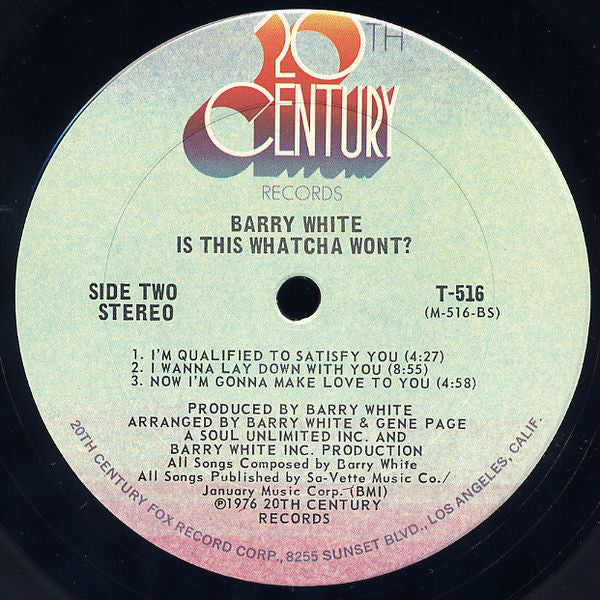 20TH
CENTURY
RECORDS
BARRY WHITE
IS THIS WHATCHA WONT?
SIDE TWO
STEREO
T-516
(M-516-BS)
1. I'M QUALIFIED TO SATISFY YOU (4:27)
2. I WANNA LAY DOWN WITH YOU (8:55)
3. NOW I'M GONNA MAKE LOVE TO YOU (4:58)
PRODUCED BY BARRY WHITE
ARRANGED BY BARRY WHITE & GENE PAGE
A SOUL UNLIMITED INC. AND
BARRY WHITE INC. PRODUCTION
All Songs Composed by Barry White
All Songs Published by Sa-Vette Music Co./
January Music Corp. (BMI)
℗1976 20TH CENTURY
RECORDS
20TH CENTURY FOX RECORD CORP., 8255 SUNSET BLVD., LOS ANGELES, CALIF.